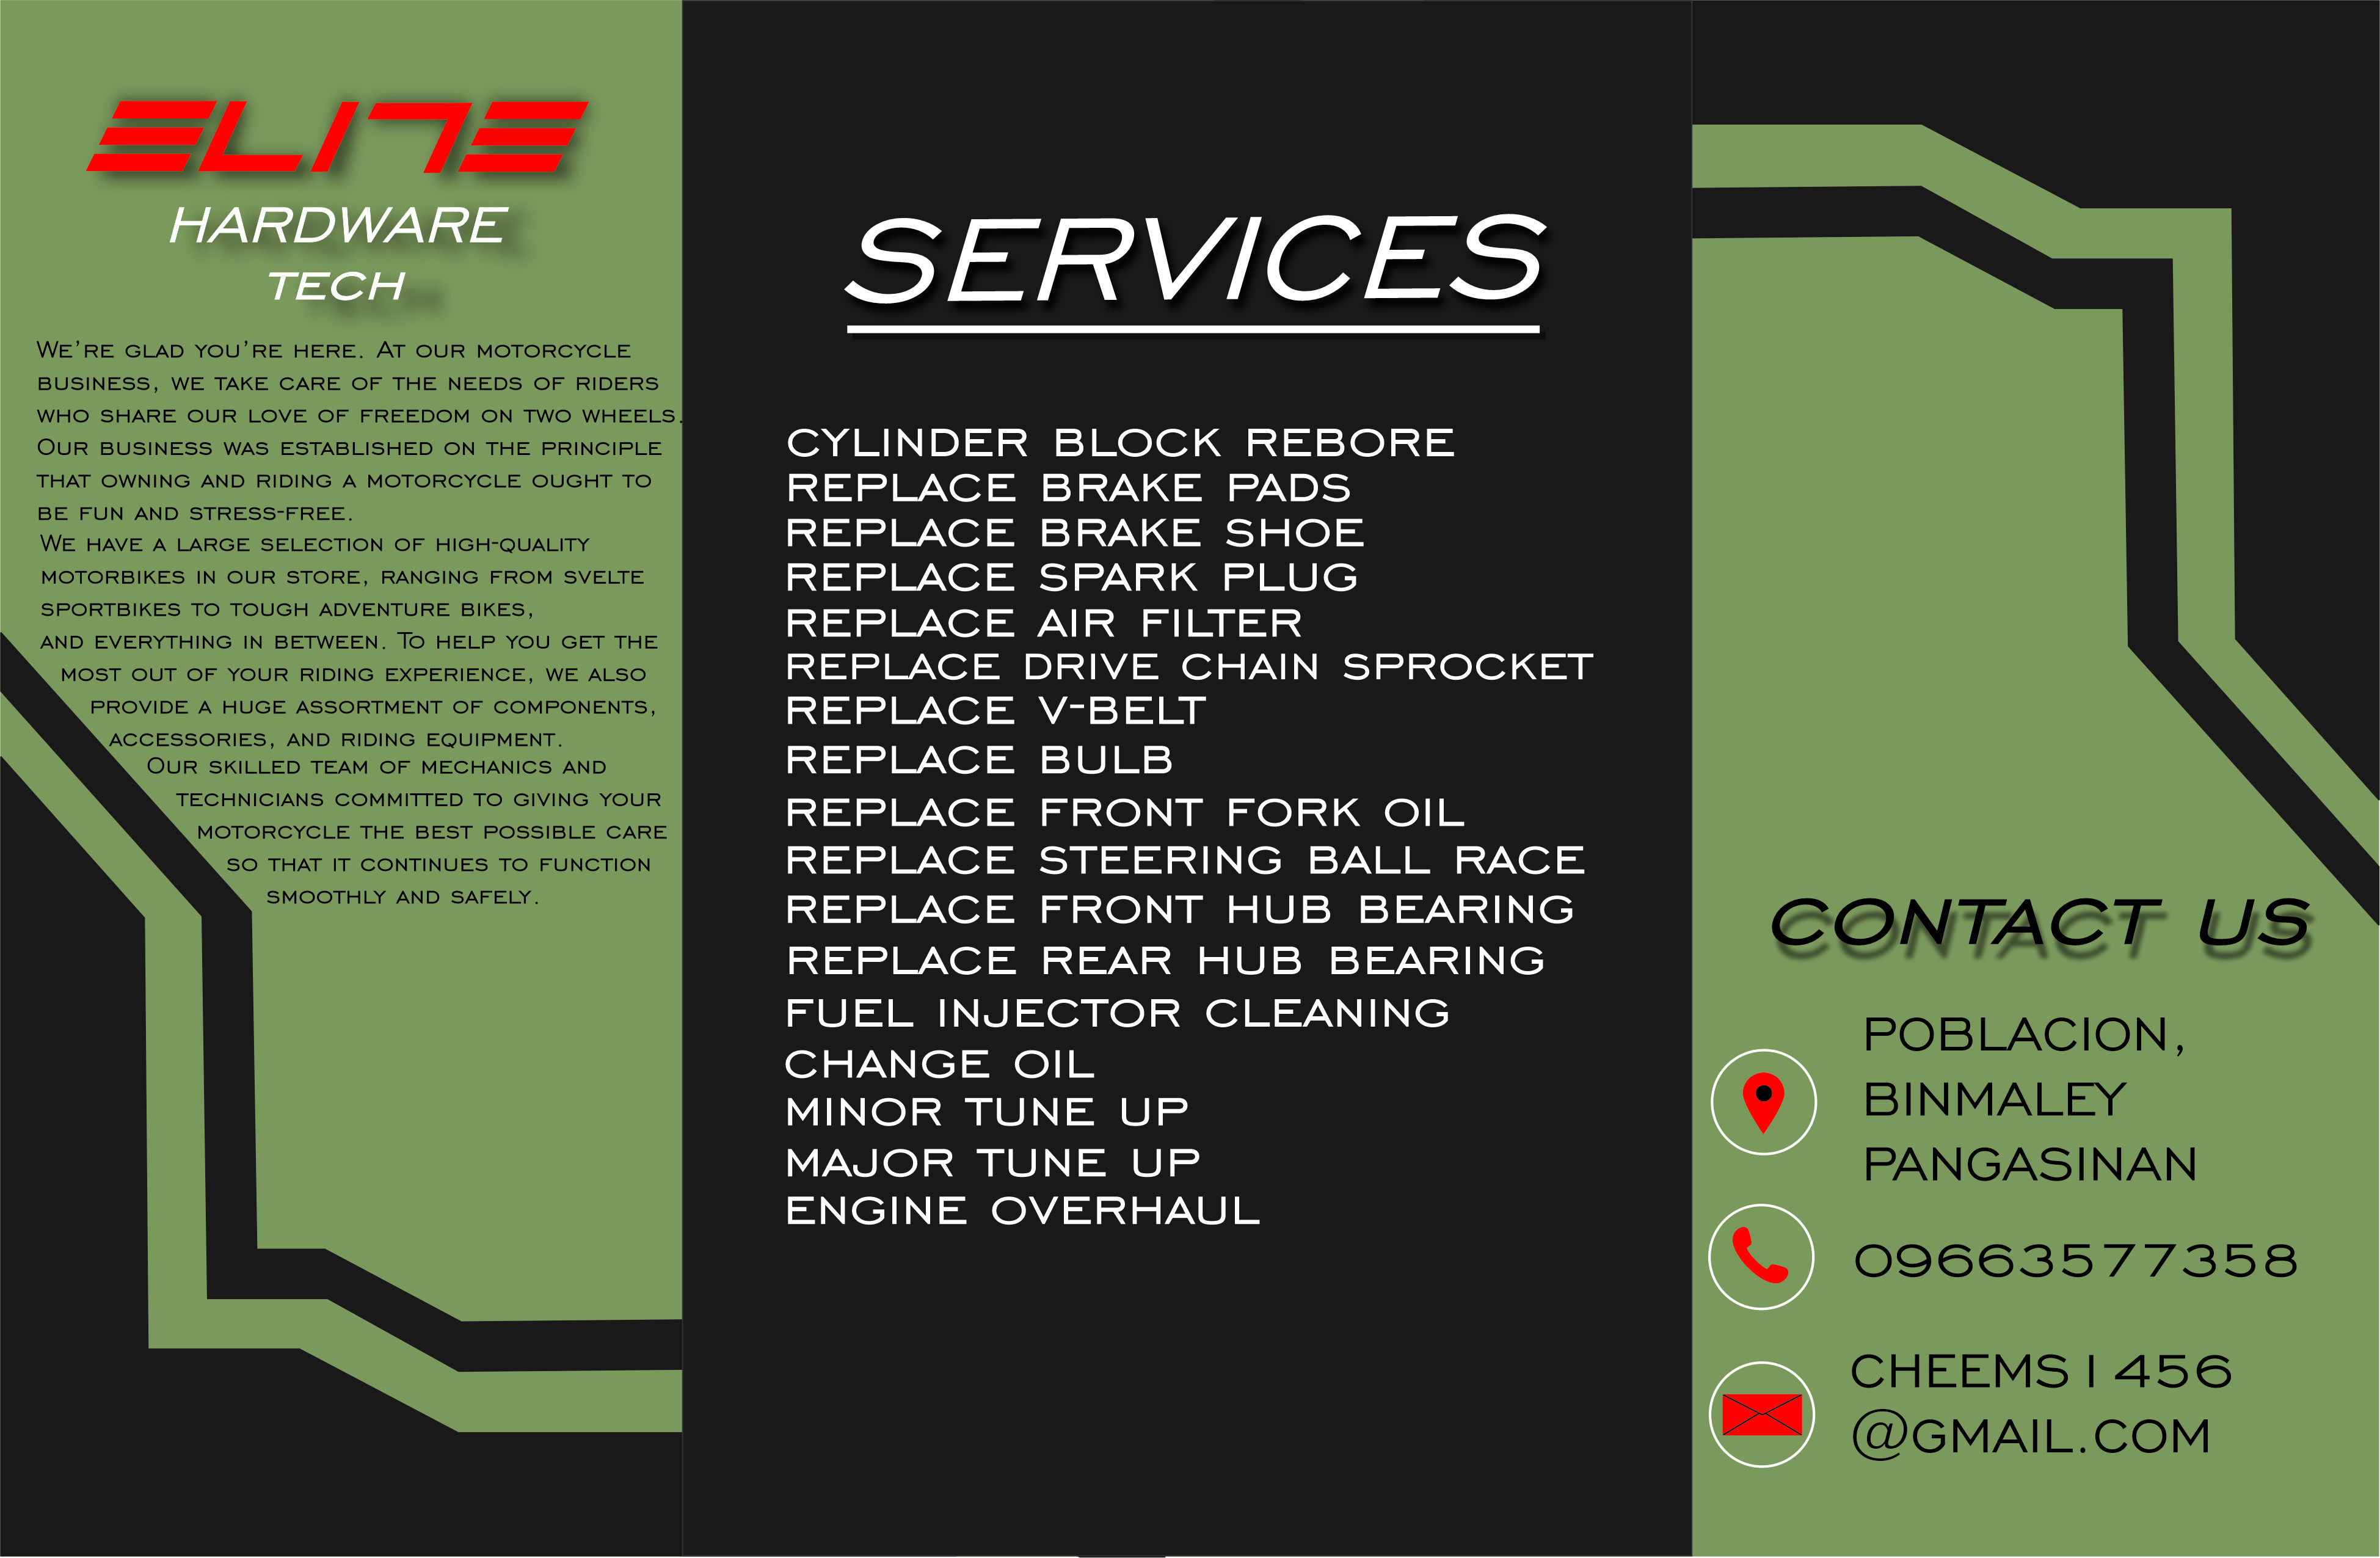 ELITE
HARDWARE
TECH
We're glad you're here. At our motorcycle
business, we take care of the needs of riders
who share our love of freedom on two wheels.
Our business was established on the principle
that owning and riding a motorcycle ought to
be fun and stress-free.
We have a large selection of high-quality
motorbikes in our store, ranging from svelte
sportbikes to tough adventure bikes,
and everything in between. To help you get the
most out of your riding experience, we also
provide a huge assortment of components,
accessories, and riding equipment.
Our skilled team of mechanics and
technicians committed to giving your
motorcycle the best possible care
so that it continues to function
smoothly and safely.
SERVICES
CYLINDER BLOCK REBORE
REPLACE BRAKE PADS
REPLACE BRAKE SHOE
REPLACE SPARK PLUG
REPLACE AIR FILTER
REPLACE DRIVE CHAIN SPROCKET
REPLACE V-BELT
REPLACE BULB
REPLACE FRONT FORK OIL
REPLACE STEERING BALL RACE
REPLACE FRONT HUB BEARING
REPLACE REAR HUB BEARING
FUEL INJECTOR CLEANING
CHANGE OIL
MINOR TUNE UP
MAJOR TUNE UP
ENGINE OVERHAUL
CONTACT US
POBLACION,
BINMALEY
PANGASINAN
09663577358
CHEEMS1456
@GMAIL.COM